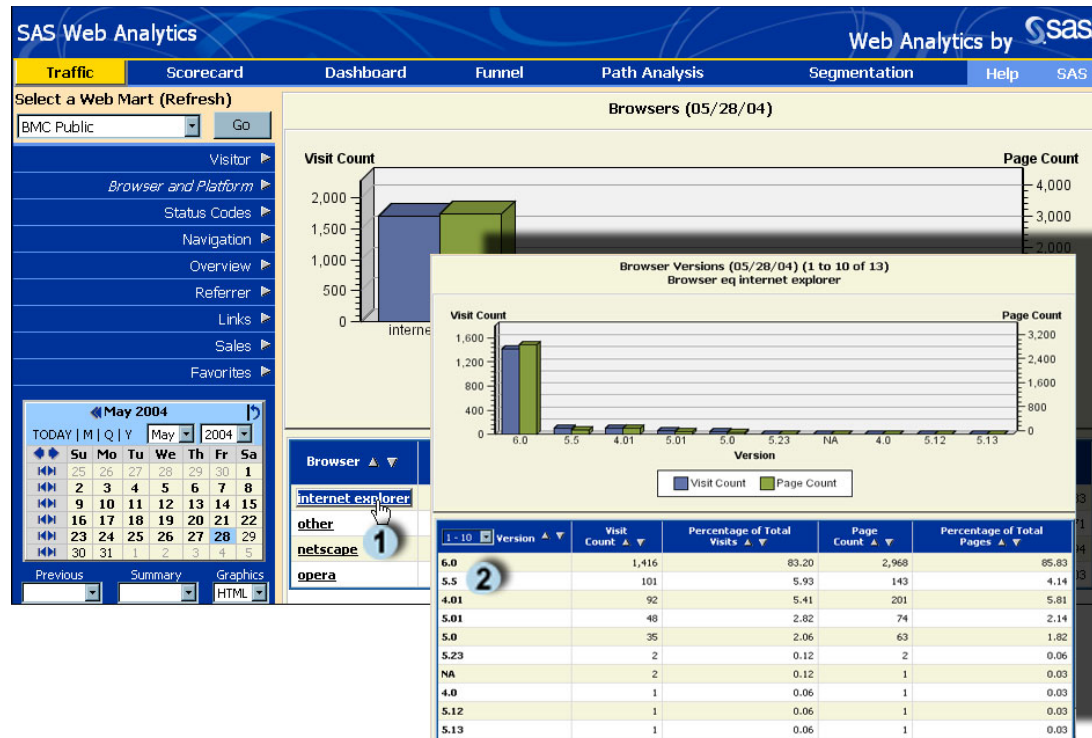 SAS Web Analytics
Web Analytics by sas
Traffic Scorecard Dashboard Funnel Path Analysis Segmentation Help SAS
Select a Web Mart (Refresh)
BMC Public Go
Visitor
Browser and Platform
Status Codes
Navigation
Overview
Referrer
Links
Sales
Favorites
May 2004
TODAY | M | Q | Y May 2004
Su Mo Tu We Th Fr Sa
25 26 27 28 29 30 1
2 3 4 5 6 7 8
9 10 11 12 13 14 15
16 17 18 19 20 21 22
23 24 25 26 27 28 29
30 31 1 2 3 4 5
Previous Summary Graphics
HTML
Browsers (05/28/04)
Visit Count Page Count
2,000
1,500
1,000
500
0
4,000
3,000
2,000
interne
Browser
internet explorer
other
netscape
opera
1
Browser Versions (05/28/04) (1 to 10 of 13)
Browser eq internet explorer
Visit Count Page Count
1,600
1,200
800
400
0
3,200
2,400
1,600
800
0
6.0 5.5 4.01 5.01 5.0 5.23 NA 4.0 5.12 5.13
Version
Visit Count Page Count
1 - 10 Version Visit Count Percentage of Total Visits Page Count Percentage of Total Pages
6.0 1,416 83.20 2,968 85.83
5.5 101 5.93 143 4.14
4.01 92 5.41 201 5.81
5.01 48 2.82 74 2.14
5.0 35 2.06 63 1.82
5.23 2 0.12 2 0.06
NA 2 0.12 1 0.03
4.0 1 0.06 1 0.03
5.12 1 0.06 1 0.03
5.13 1 0.06 1 0.03
2